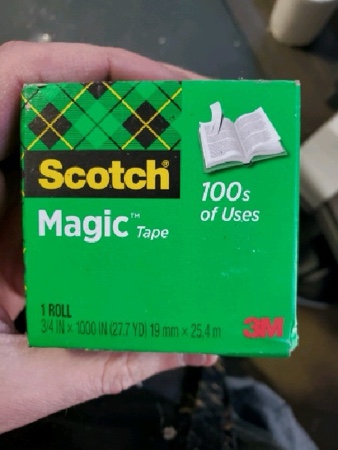 Scotch®
Magic™ Tape
100s
of Uses
1 ROLL
3/4 IN x 1000 IN (27.7 YD) 19 mm x 25.4 m
3M